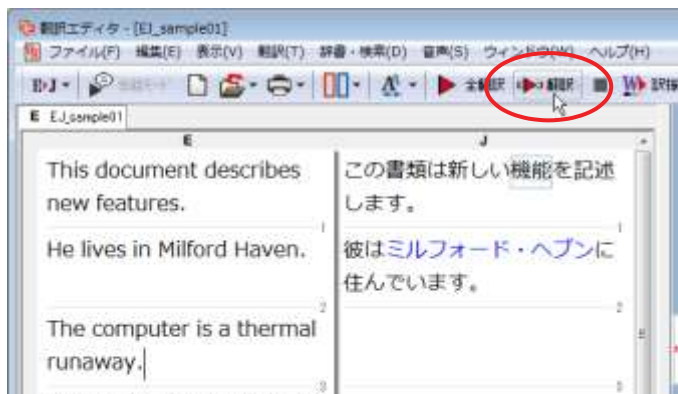 翻訳エディタ - [EJ_sample01]
ファイル(F) 編集(E) 表示(V) 翻訳(T) 辞書・検索(D) 音声(S) ウィンドウ(W) ヘルプ(H)
全翻訳 翻訳
E EJ_sample01
E J
This document describes
new features.
1
この書類は新しい機能を記述
します。
1
He lives in Milford Haven.
2
彼はミルフォード・ヘブンに
住んでいます。
2
The computer is a thermal
runaway.
3
3